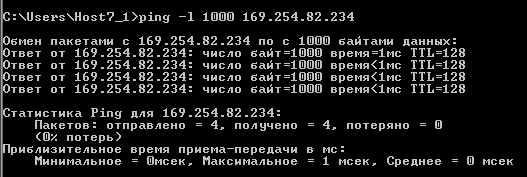 C:\Users\Host7_1>ping -l 1000 169.254.82.234
Обмен пакетами с 169.254.82.234 по с 1000 байтами данных:
Ответ от 169.254.82.234: число байт=1000 время=1мс TTL=128
Ответ от 169.254.82.234: число байт=1000 время<1мс TTL=128
Ответ от 169.254.82.234: число байт=1000 время<1мс TTL=128
Ответ от 169.254.82.234: число байт=1000 время<1мс TTL=128
Статистика Ping для 169.254.82.234:
Пакетов: отправлено = 4, получено = 4, потеряно = 0
(0% потерь)
Приблизительное время приема-передачи в мс:
Минимальное = 0мсек, Максимальное = 1 мсек, Среднее = 0 мсек